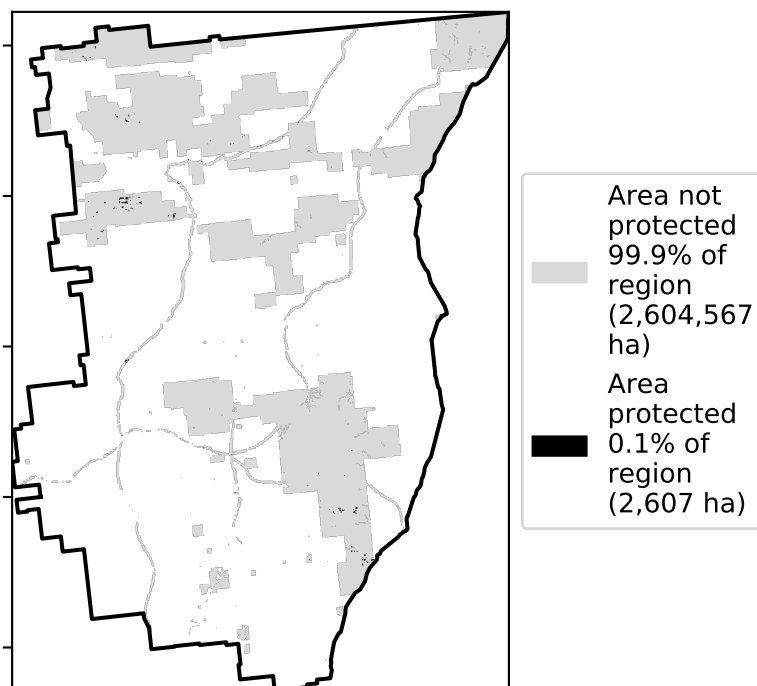 Area not
protected
99.9% of
region
(2,604,567
ha)
Area
protected
0.1% of
region
(2,607 ha)